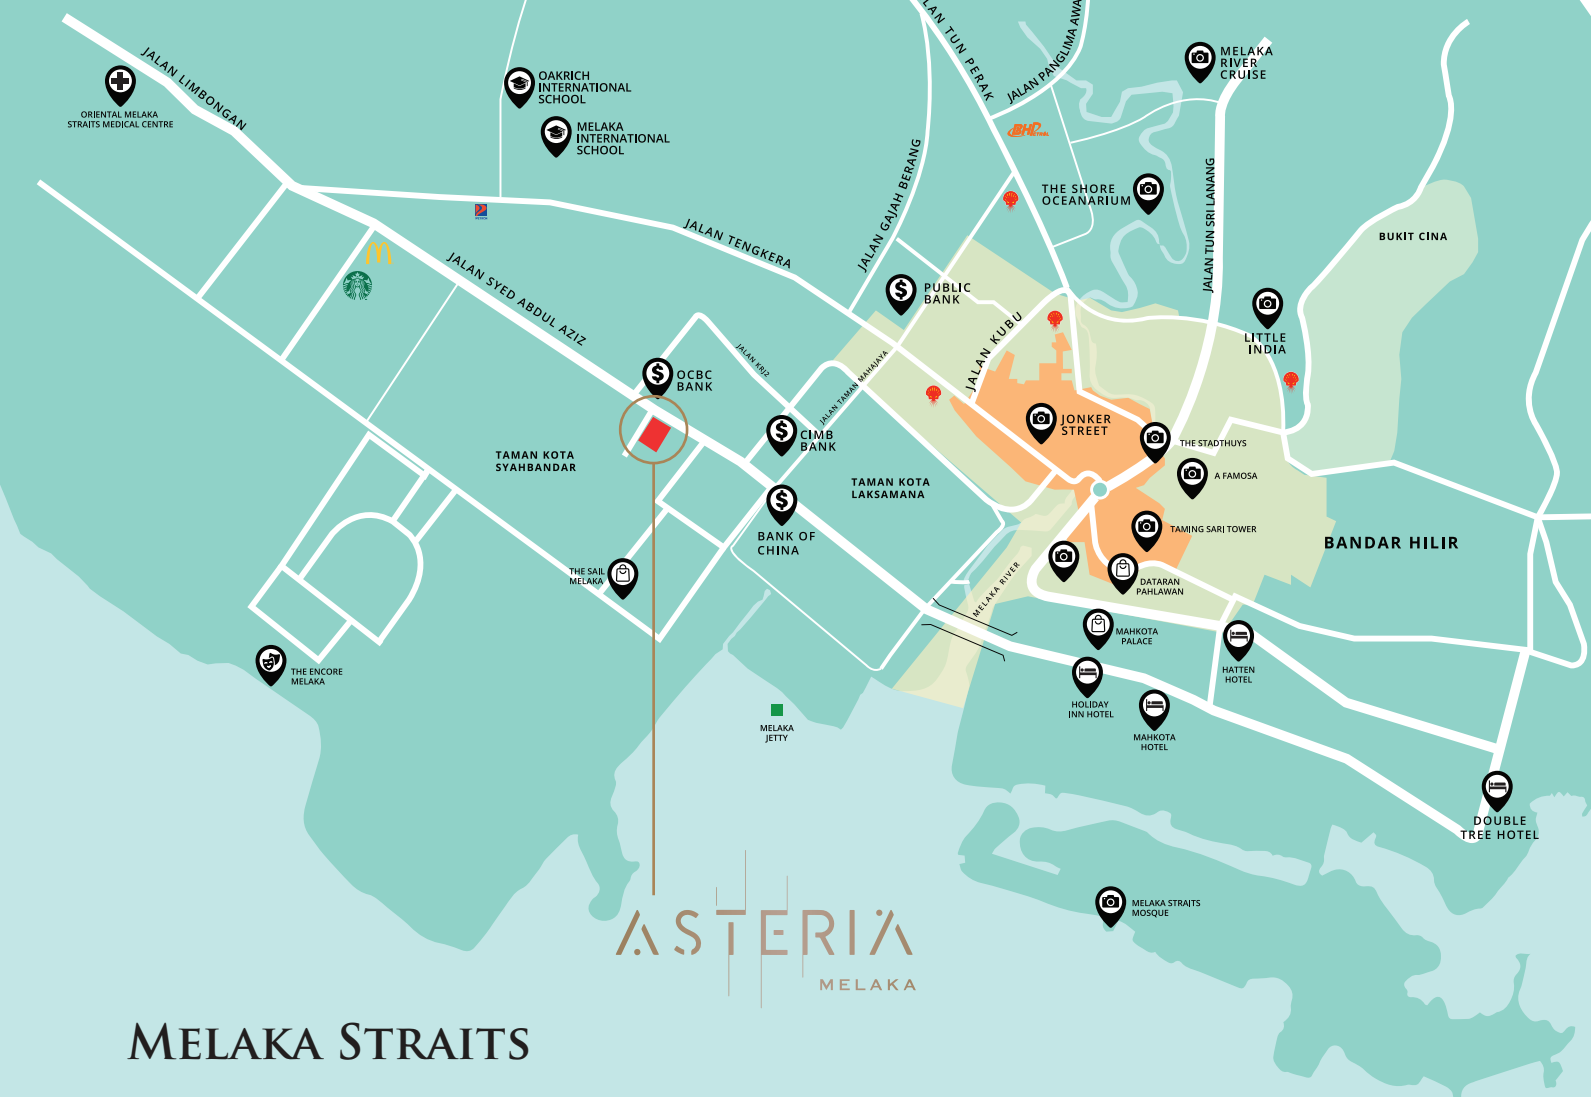 JALAN LIMBONGAN
ORIENTAL MELAKA
STRAITS MEDICAL CENTRE
OAKRICH
INTERNATIONAL
SCHOOL
MELAKA
INTERNATIONAL
SCHOOL
JALAN TUN PERAK
JALAN PANGLIMA AWA
BHP
MELAKA
RIVER
CRUISE
JALAN GAJAH BERANG
THE SHORE
OCEANARIUM
JALAN TUN SRI LANANG
BUKIT CINA
JALAN TENGKERA
JALAN SYED ABDUL AZIZ
PUBLIC
BANK
JALAN KUBU
LITTLE
INDIA
JALAN KRJ2
JALAN TAMAN MAHAJAYA
OCBC
BANK
CIMB
BANK
JONKER
STREET
THE STADTHUYS
A FAMOSA
TAMAN KOTA
SYAHBANDAR
TAMAN KOTA
LAKSAMANA
BANK OF
CHINA
TAMING SARI TOWER
BANDAR HILIR
THE SAIL
MELAKA
MELAKA RIVER
DATARAN
PAHLAWAN
MAHKOTA
PALACE
THE ENCORE
MELAKA
HATTEN
HOTEL
HOLIDAY
INN HOTEL
MAHKOTA
HOTEL
MELAKA
JETTY
DOUBLE
TREE HOTEL
MELAKA STRAITS
MOSQUE
ASTERIA
MELAKA
MELAKA STRAITS